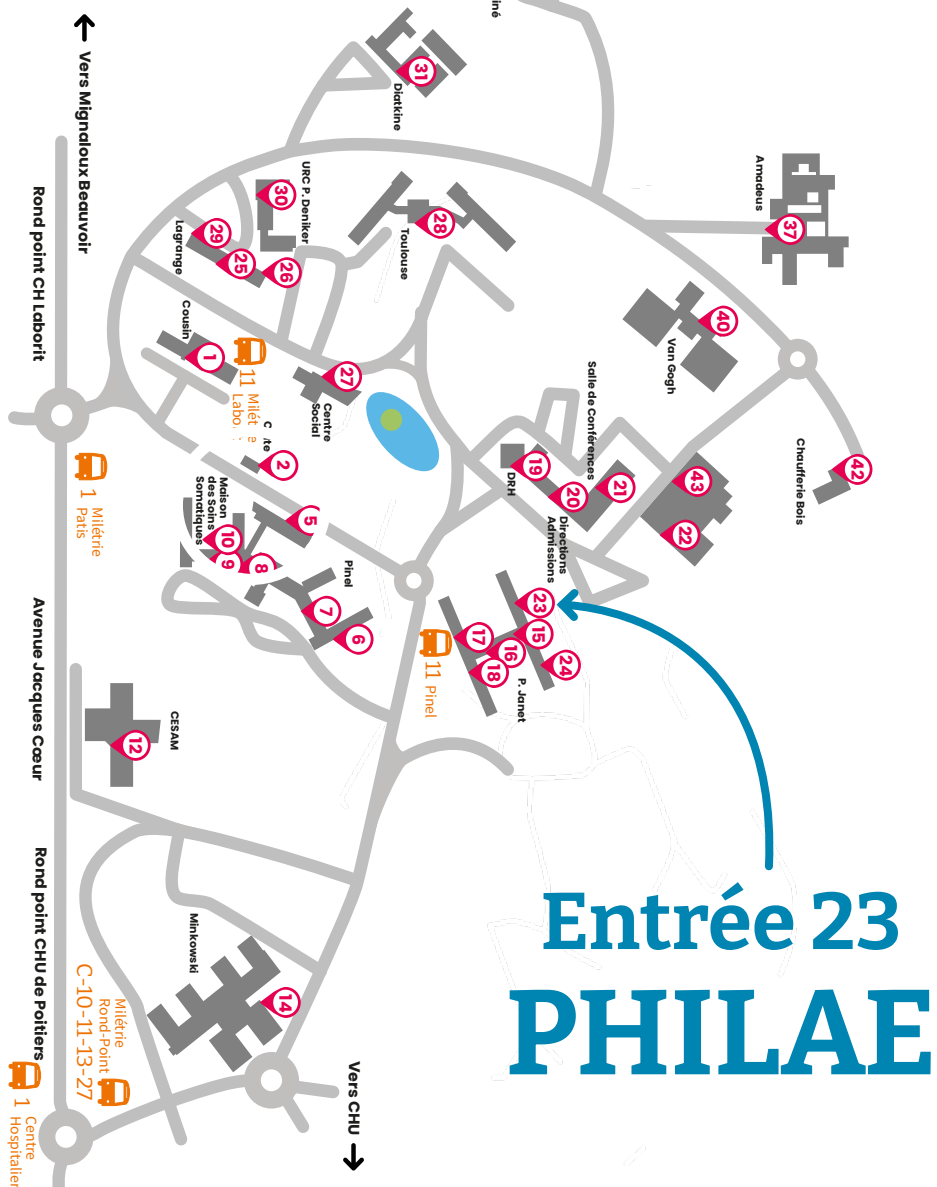 iné
Vers Mignaloux Beauvoir
Rond point CH Laborit
31
Diatkine
Amadeus
37
URC P. Deniker
30
28
Toulouse
29
Lagrange
25
26
40
Van Gogh
Cousin
1
11
27
Centre
Social
42
Chaufferie Bois
Salle de Conférences
2
19
DRH
20
21
43
22
1
Milétrie
Patis
Maison
des Soins
Somatiques
5
10
9
8
Pinel
7
6
Directions
Admissions
23
15
24
17
16
18
P. Janet
11 Pinel
Avenue Jacques Cœur
12
CESAM
Entrée 23
PHILAE
Rond point CHU de Poitiers
Minkowski
14
Milétrie
Rond-Point
C-10-11-13-27
1
Centre
Hospitalier
Vers CHU